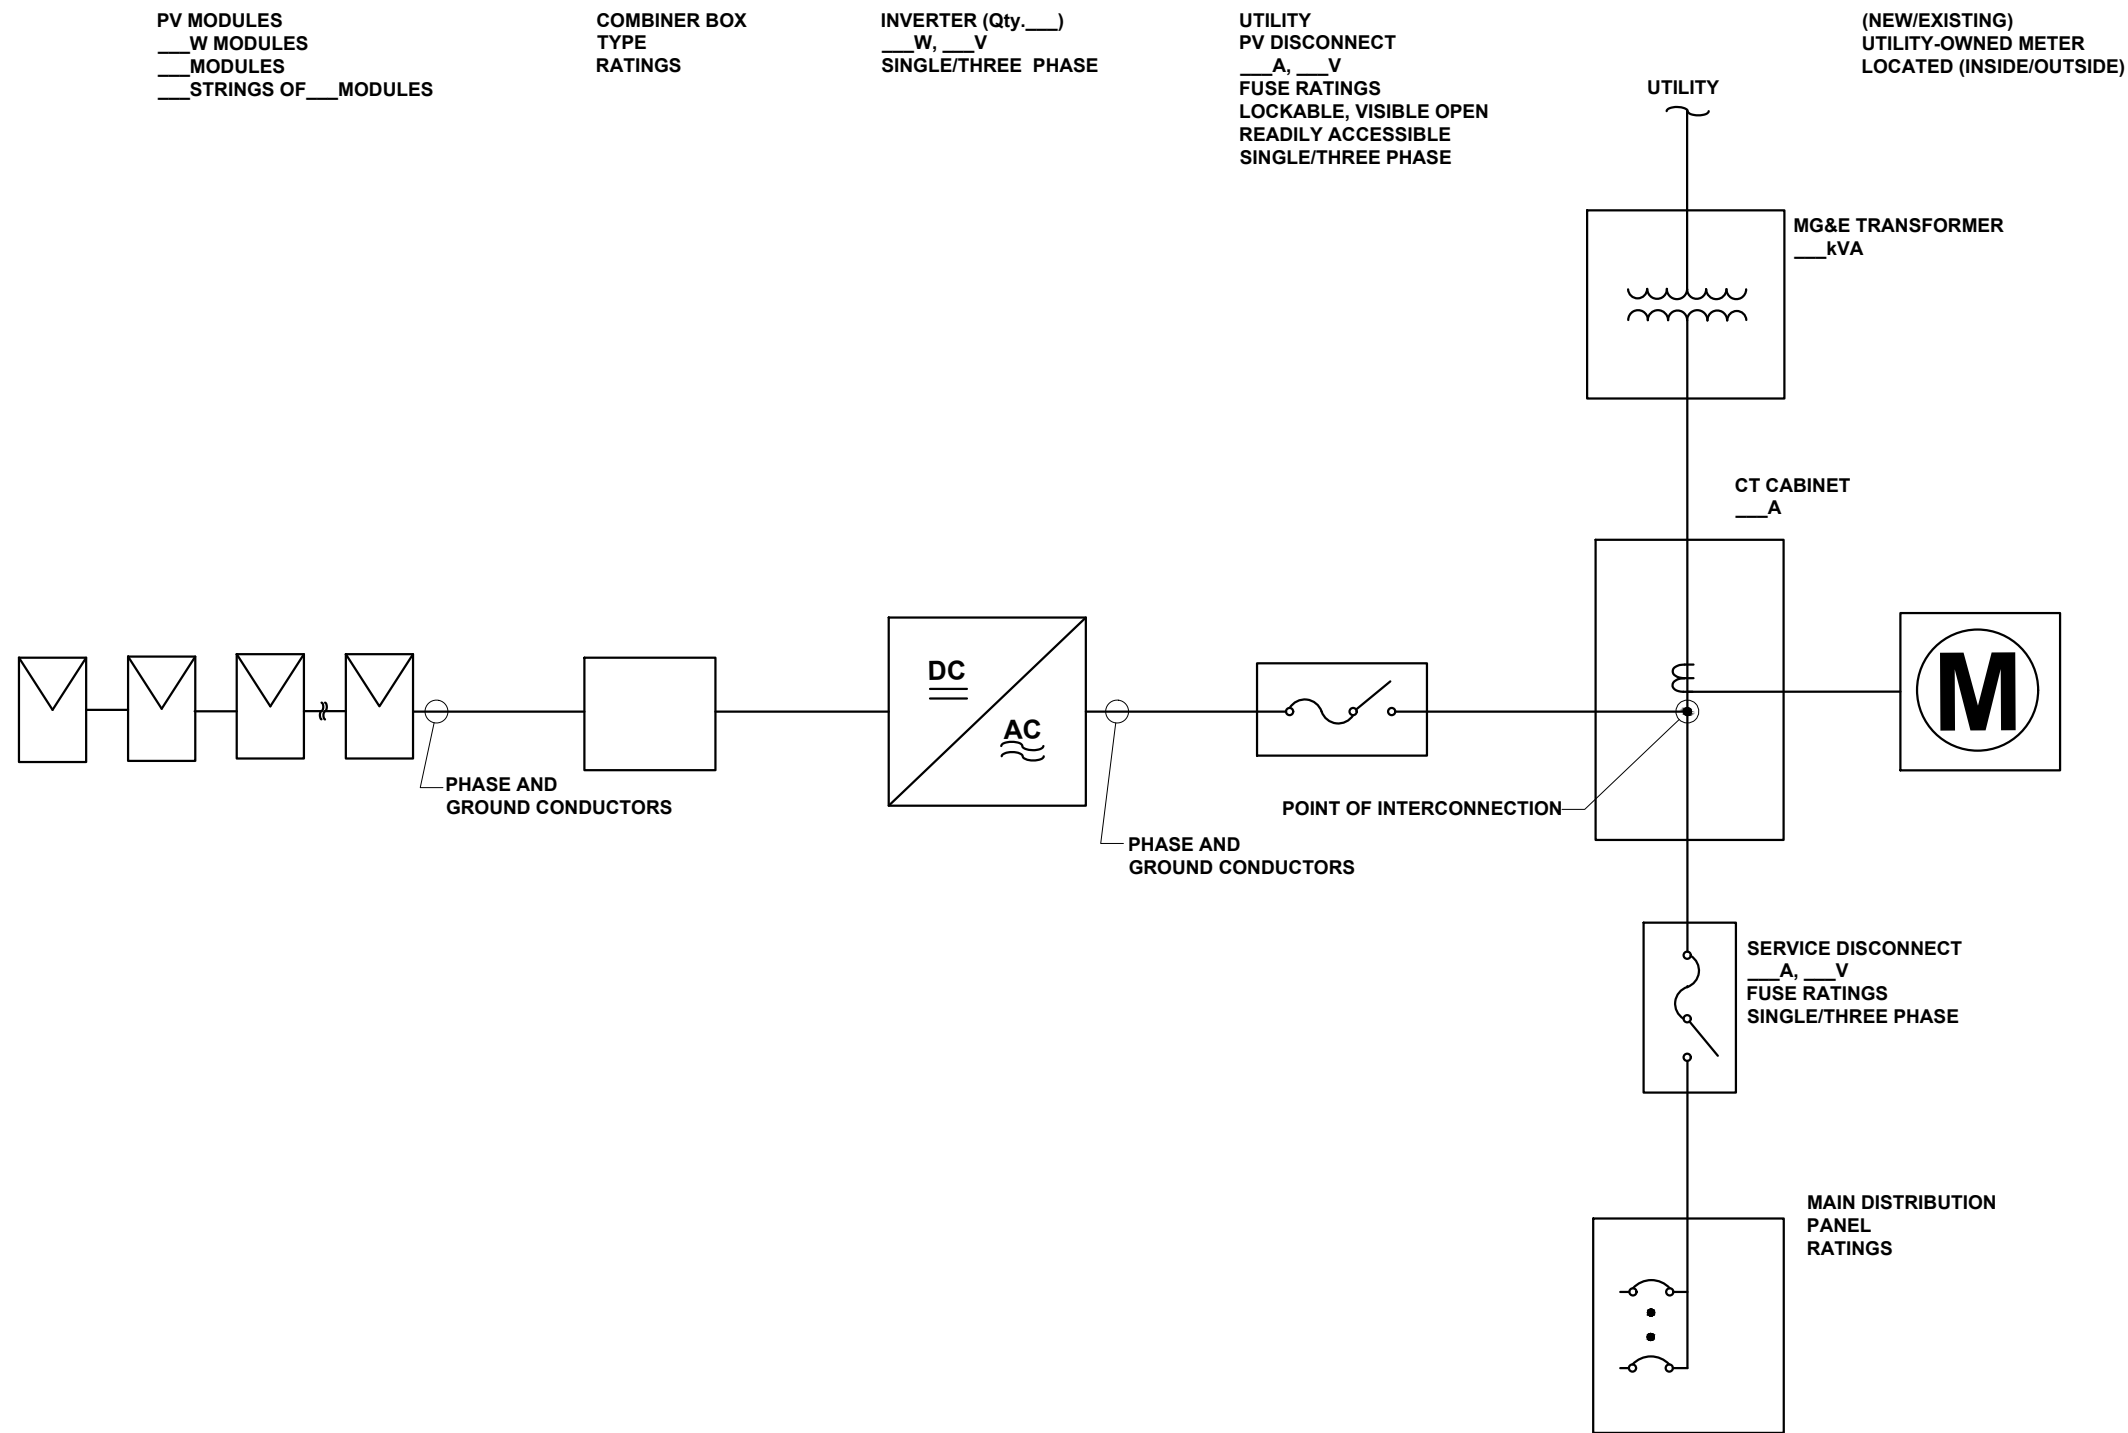 PV MODULES
___W MODULES
___MODULES
___STRINGS OF___MODULES
COMBINER BOX
TYPE
RATINGS
INVERTER (Qty.___)
___W, ___V
SINGLE/THREE PHASE
UTILITY
PV DISCONNECT
___A, ___V
FUSE RATINGS
LOCKABLE, VISIBLE OPEN
READILY ACCESSIBLE
SINGLE/THREE PHASE
(NEW/EXISTING)
UTILITY-OWNED METER
LOCATED (INSIDE/OUTSIDE)
UTILITY
MG&E TRANSFORMER
___kVA
CT CABINET
___A
DC
AC
M
PHASE AND
GROUND CONDUCTORS
POINT OF INTERCONNECTION
PHASE AND
GROUND CONDUCTORS
SERVICE DISCONNECT
___A, ___V
FUSE RATINGS
SINGLE/THREE PHASE
MAIN DISTRIBUTION
PANEL
RATINGS